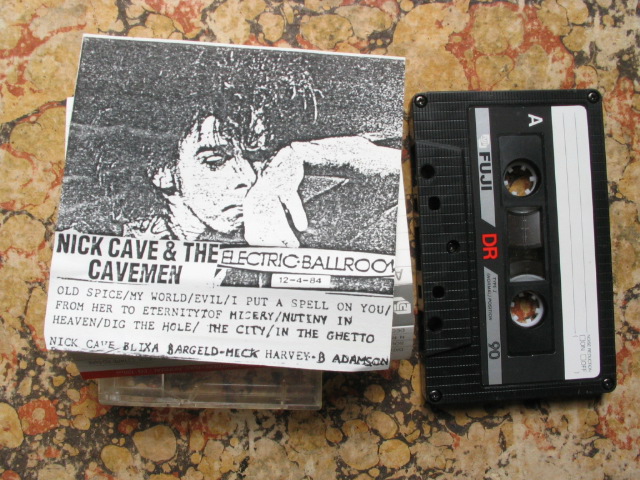 NICK CAVE & THE
CAVEMEN
ELECTRIC·BALLROOM
12-4-84
OLD SPICE/MY WORLD/EVIL/I PUT A SPELL ON YOU/
FROM HER TO ETERNITYTOF MISERY/MUTINY IN
HEAVEN/DIG THE HOLE/ THE CITY/IN THE GHETTO
NICK CAVE BLIXA BARGELD-MICK HARVEY·B ADAMSON
A
FUJI
DR
TYPE I
90